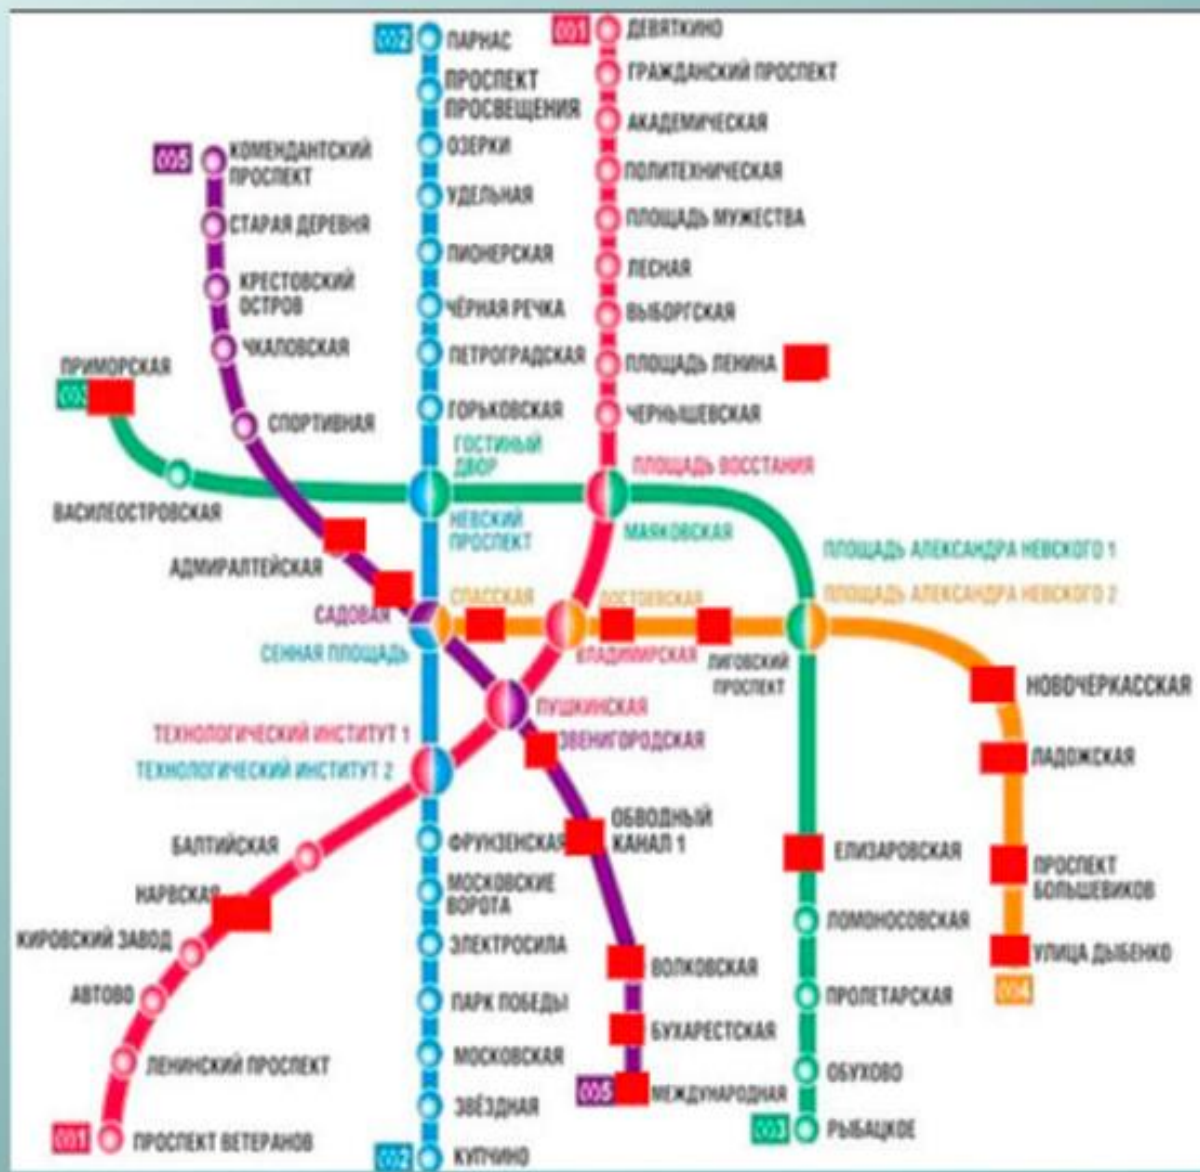 002
ПАРНАС
ПРОСПЕКТ
ПРОСВЕЩЕНИЯ
ОЗЕРКИ
УДЕЛЬНАЯ
ПИОНЕРСКАЯ
ЧЁРНАЯ РЕЧКА
ПЕТРОГРАДСКАЯ
ГОРЬКОВСКАЯ
ГОСТИНЫЙ
ДВОР
НЕВСКИЙ
ПРОСПЕКТ
001
ДЕВЯТКИНО
ГРАЖДАНСКИЙ ПРОСПЕКТ
АКАДЕМИЧЕСКАЯ
ПОЛИТЕХНИЧЕСКАЯ
ПЛОЩАДЬ МУЖЕСТВА
ЛЕСНАЯ
ВЫБОРГСКАЯ
ПЛОЩАДЬ ЛЕНИНА
ЧЕРНЫШЕВСКАЯ
ПЛОЩАДЬ ВОССТАНИЯ
МАЯКОВСКАЯ
005
КОМЕНДАНТСКИЙ
ПРОСПЕКТ
СТАРАЯ ДЕРЕВНЯ
КРЕСТОВСКИЙ
ОСТРОВ
ЧКАЛОВСКАЯ
СПОРТИВНАЯ
ПРИМОРСКАЯ
003
ВАСИЛЕОСТРОВСКАЯ
АДМИРАЛТЕЙСКАЯ
САДОВАЯ
СЕННАЯ ПЛОЩАДЬ
СПАССКАЯ
ДОСТОЕВСКАЯ
ВЛАДИМИРСКАЯ
ЛИГОВСКИЙ
ПРОСПЕКТ
ПЛОЩАДЬ АЛЕКСАНДРА НЕВСКОГО 1
ПЛОЩАДЬ АЛЕКСАНДРА НЕВСКОГО 2
НОВОЧЕРКАССКАЯ
ЛАДОЖСКАЯ
ПРОСПЕКТ
БОЛЬШЕВИКОВ
УЛИЦА ДЫБЕНКО
004
ПУШКИНСКАЯ
ЗВЕНИГОРОДСКАЯ
ТЕХНОЛОГИЧЕСКИЙ ИНСТИТУТ 1
ТЕХНОЛОГИЧЕСКИЙ ИНСТИТУТ 2
БАЛТИЙСКАЯ
НАРВСКАЯ
КИРОВСКИЙ ЗАВОД
АВТОВО
ЛЕНИНСКИЙ ПРОСПЕКТ
001
ПРОСПЕКТ ВЕТЕРАНОВ
ФРУНЗЕНСКАЯ
МОСКОВСКИЕ
ВОРОТА
ЭЛЕКТРОСИЛА
ПАРК ПОБЕДЫ
МОСКОВСКАЯ
ЗВЁЗДНАЯ
002
КУПЧИНО
ОБВОДНЫЙ
КАНАЛ 1
ВОЛКОВСКАЯ
БУХАРЕСТСКАЯ
005
МЕЖДУНАРОДНАЯ
ЕЛИЗАРОВСКАЯ
ЛОМОНОСОВСКАЯ
ПРОЛЕТАРСКАЯ
ОБУХОВО
003
РЫБАЦКОЕ